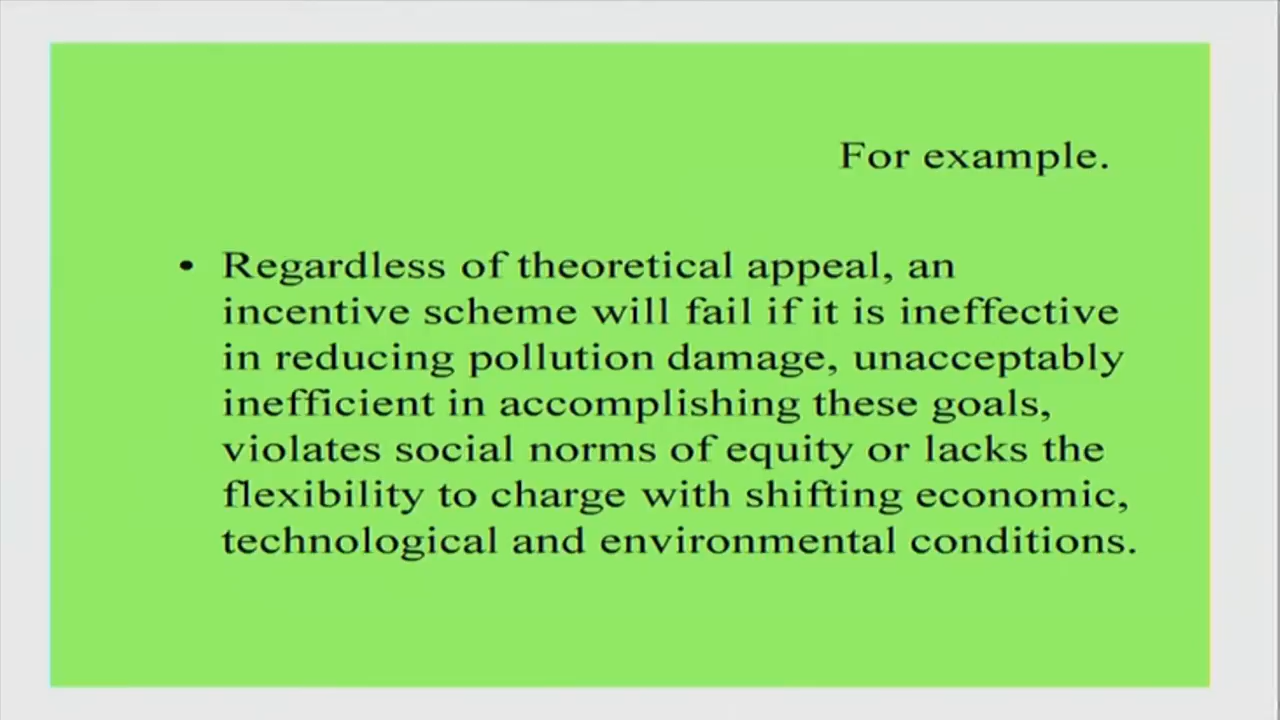 For example.
• Regardless of theoretical appeal, an
incentive scheme will fail if it is ineffective
in reducing pollution damage, unacceptably
inefficient in accomplishing these goals,
violates social norms of equity or lacks the
flexibility to charge with shifting economic,
technological and environmental conditions.